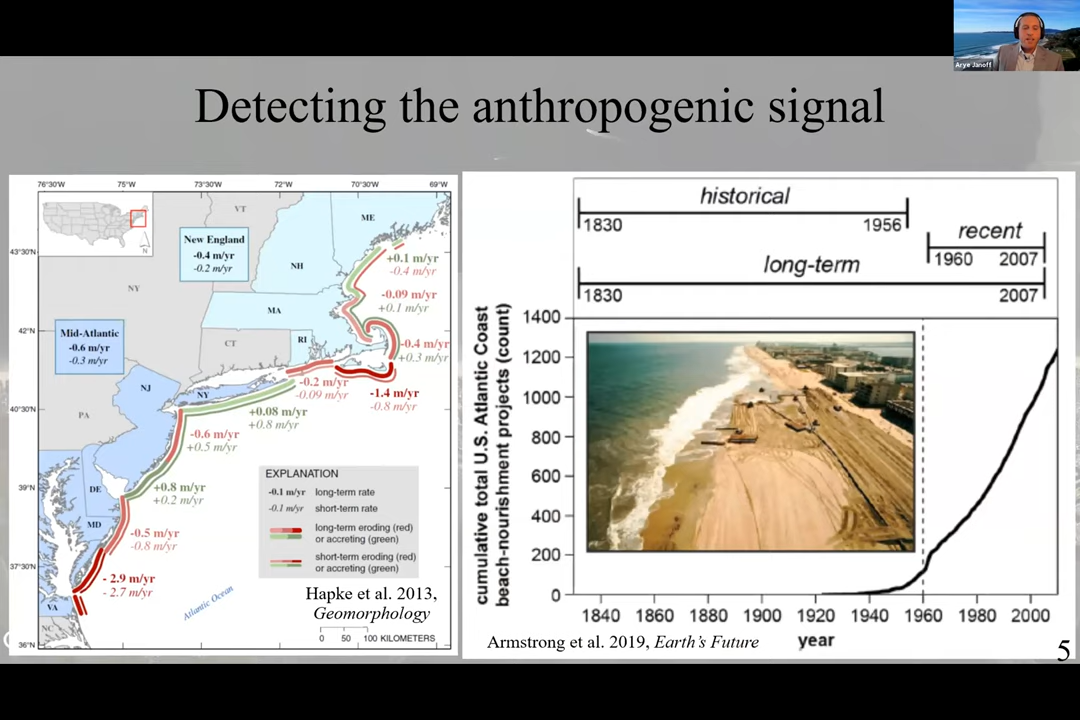 Arye Janoff
Detecting the anthropogenic signal
76°30'W 75°W 73°30'W 72°W 70°30'W 69°W
43°30'N
42°N
40°30'N
39°N
37°30'N
36°N
N
VT
ME
NH
NY
MA
CT
RI
NJ
NY
PA
DE
MD
VA
NC
New England
-0.4 m/yr
-0.2 m/yr
Mid-Atlantic
-0.6 m/yr
-0.3 m/yr
+0.1 m/yr
-0.4 m/yr
-0.09 m/yr
+0.1 m/yr
-0.4 m/yr
+0.3 m/yr
-1.4 m/yr
-0.8 m/yr
-0.2 m/yr
-0.09 m/yr
+0.08 m/yr
+0.8 m/yr
-0.6 m/yr
+0.5 m/yr
+0.8 m/yr
+0.2 m/yr
-0.5 m/yr
-0.8 m/yr
- 2.9 m/yr
- 2.7 m/yr
Atlantic Ocean
EXPLANATION
-0.1 m/yr long-term rate
-0.1 m/yr short-term rate
long-term eroding (red)
or accreting (green)
short-term eroding (red)
or accreting (green)
Hapke et al. 2013,
Geomorphology
0 50 100 KILOMETERS
historical
1830 1956
recent
1960 2007
long-term
1830 2007
cumulative total U.S. Atlantic Coast
beach-nourishment projects (count)
1400
1200
1000
800
600
400
200
0
1840 1860 1880 1900 1920 1940 1960 1980 2000
year
Armstrong et al. 2019, Earth's Future
5